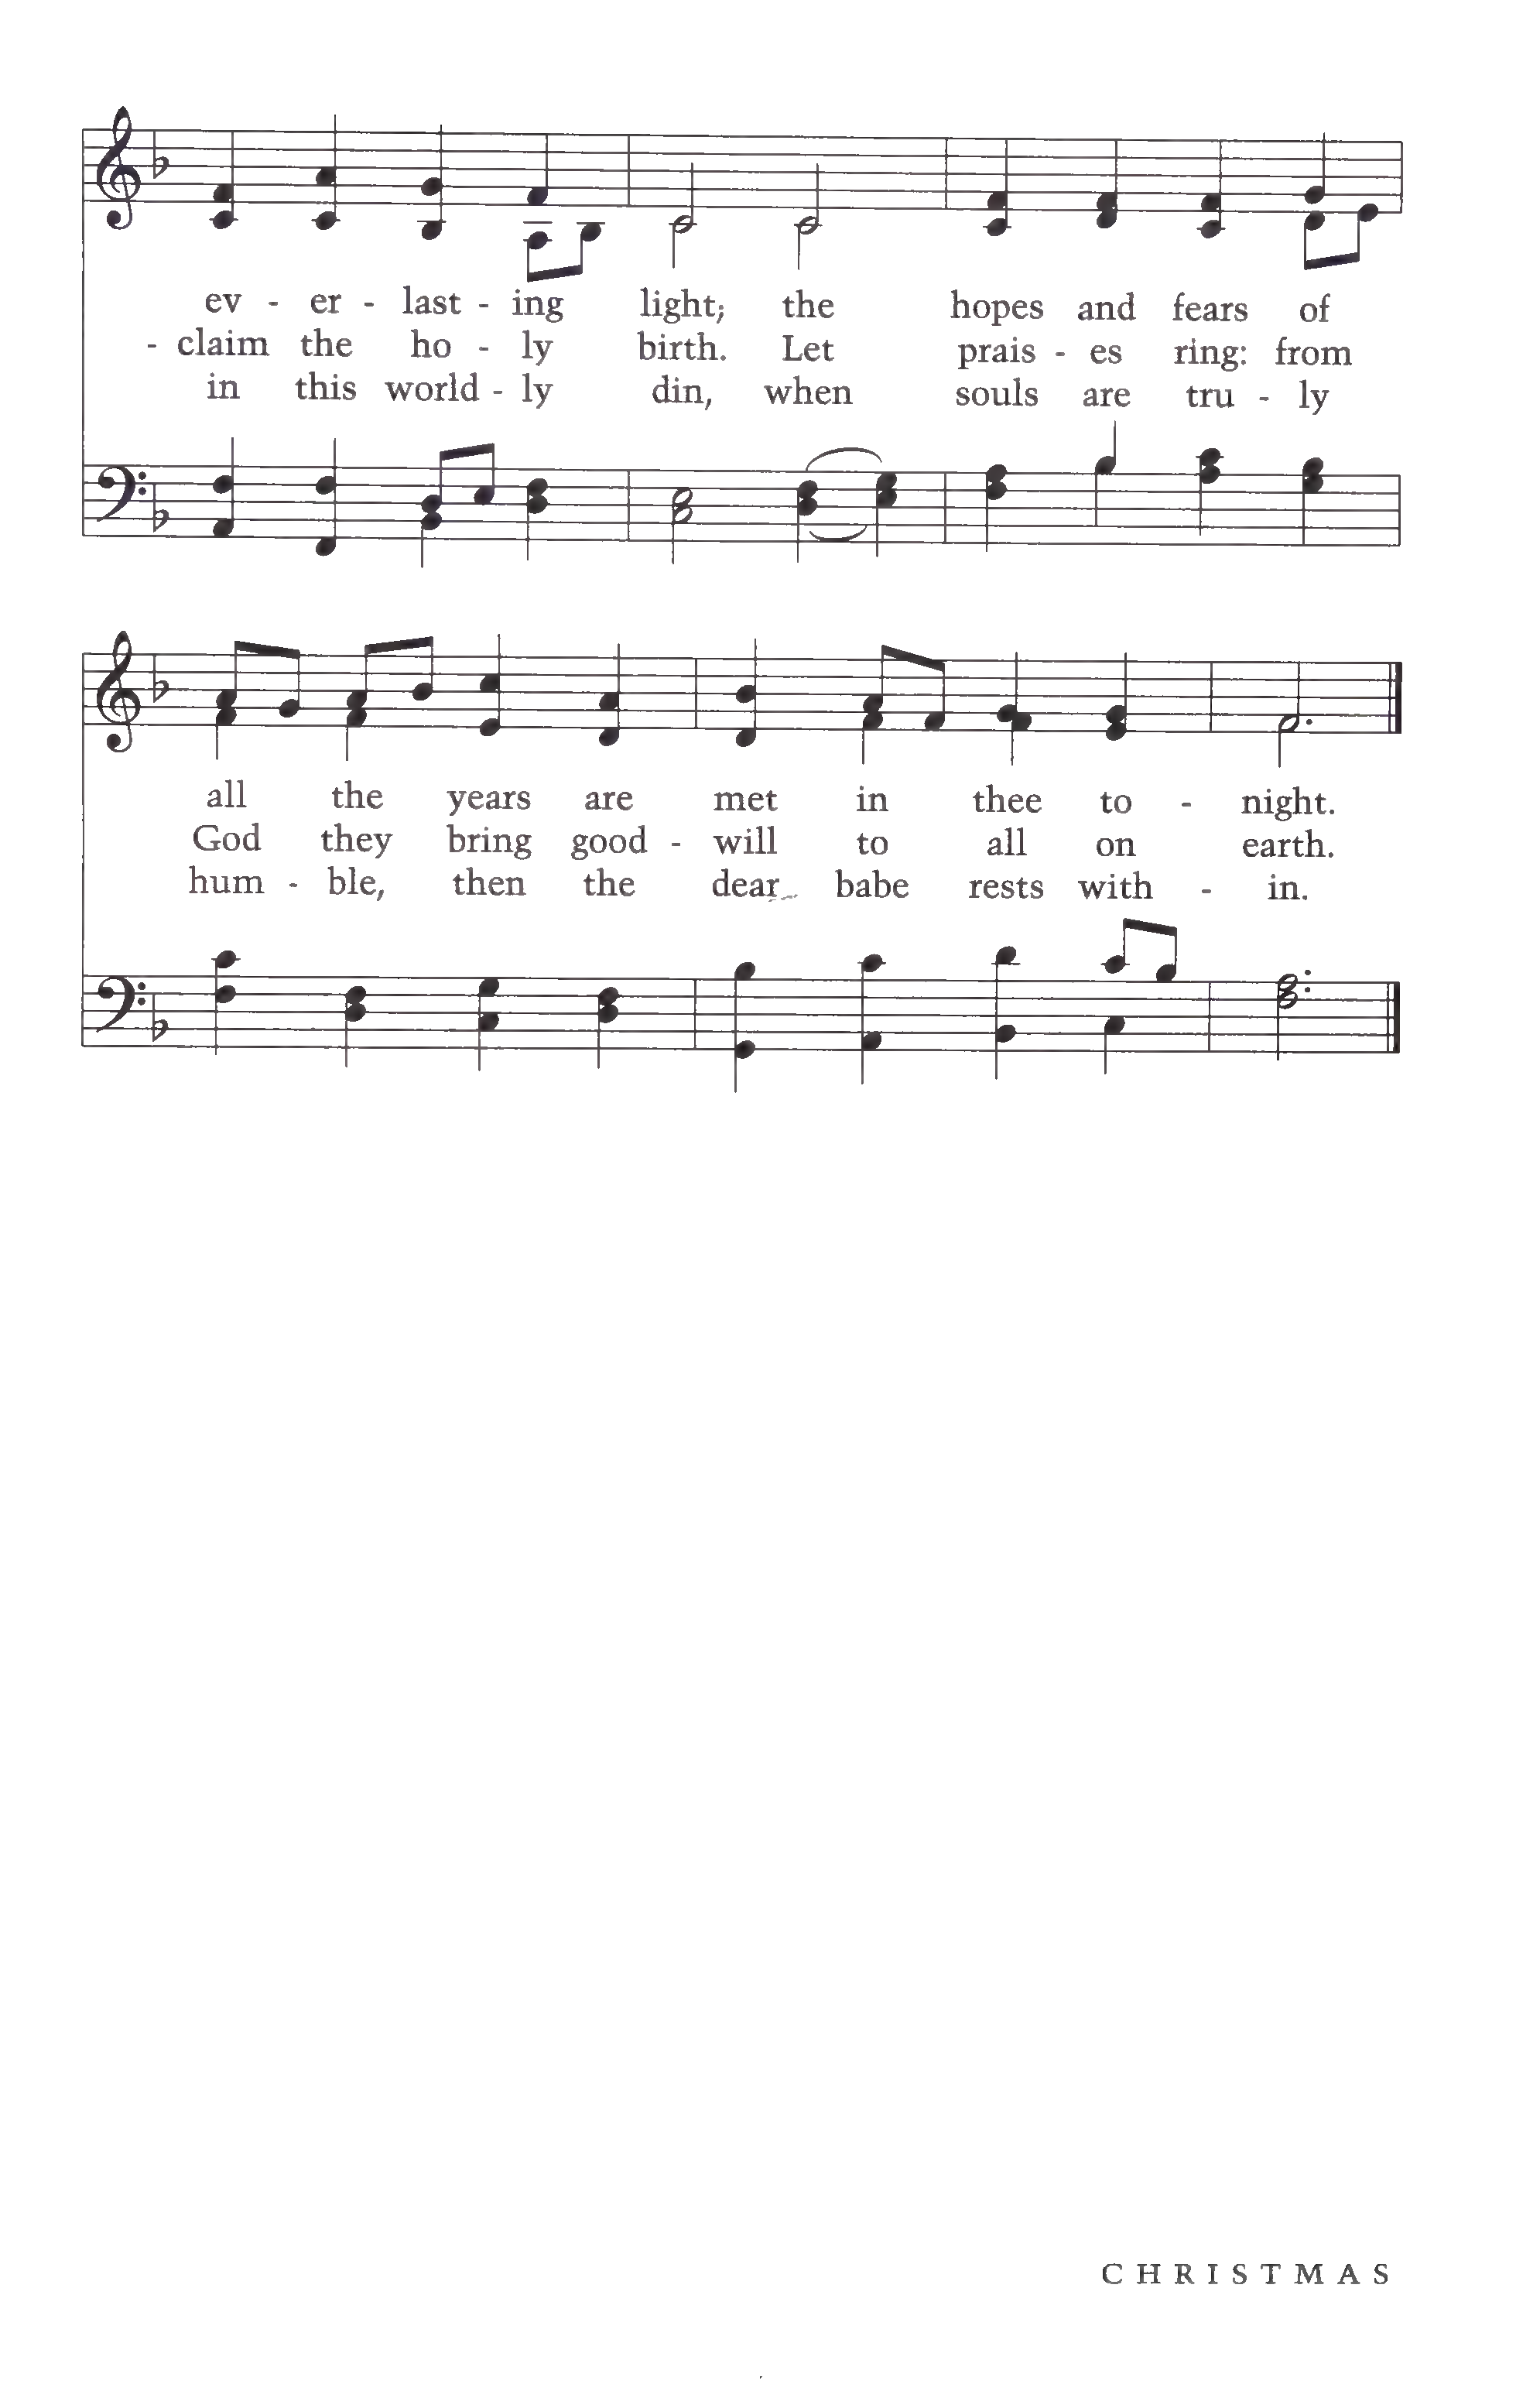 ev - er - last - ing light; the hopes and fears of
- claim the ho - ly birth. Let prais - es ring: from
in this world - ly din, when souls are tru - ly
all the years are met in thee to - night.
God they bring good - will to all on earth.
hum - ble, then the dear babe rests with - in.
CHRISTMAS